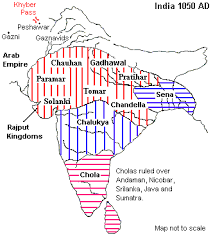 India 1050 AD
Khyber
Pass
Peshawar
Gazni
Gaznavids
Arab
Empire
Chauhan
Gadhawal
Paramar
Pratihar
Tomar
Sena
Solanki
Chandella
Rajput
Kingdoms
Chalukya
Chola
Cholas ruled over
Andaman, Nicobar,
Srilanka, Java and
Sumatra.
Map not to scale